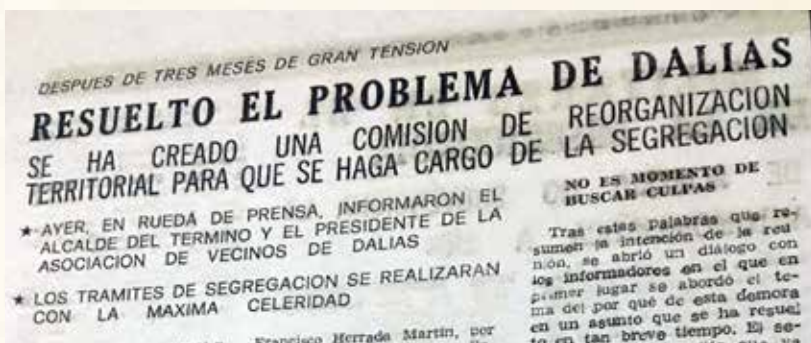 DESPUES DE TRES MESES DE GRAN TENSION
RESUELTO EL PROBLEMA DE DALIAS
SE HA CREADO UNA COMISION DE REORGANIZACION
TERRITORIAL PARA QUE SE HAGA CARGO DE LA SEGREGACION
★ AYER, EN RUEDA DE PRENSA, INFORMARON EL
ALCALDE DEL TERMINO Y EL PRESIDENTE DE LA
ASOCIACION DE VECINOS DE DALIAS
★ LOS TRAMITES DE SEGREGACION SE REALIZARAN
CON LA MAXIMA CELERIDAD
Francisco Herrada Martín, por
NO ES MOMENTO DE
BUSCAR CULPAS
Tras estas palabras que re-
sumen la intención de la reu
nión, se abrió un diálogo con
los informadores en el que en
primer lugar se abordó el te-
ma del por qué de esta demora
en un asunto que se ha resuel
to en tan breve tiempo. El se-